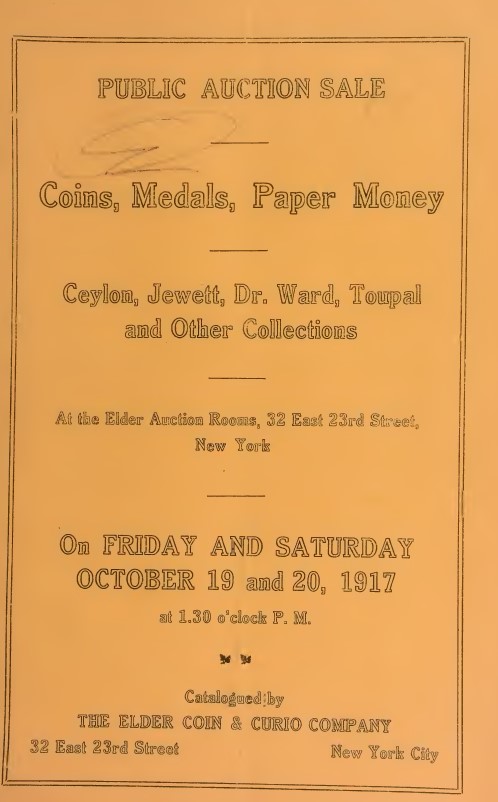 PUBLIC AUCTION SALE
Coins, Medals, Paper Money
Ceylon, Jewett, Dr. Ward, Toupal
and Other Collections
At the Elder Auction Rooms, 32 East 23rd Street,
New York
On FRIDAY AND SATURDAY
OCTOBER 19 and 20, 1917
at 1.30 o'clock P. M.
Catalogued by
THE ELDER COIN & CURIO COMPANY
32 East 23rd Street New York City